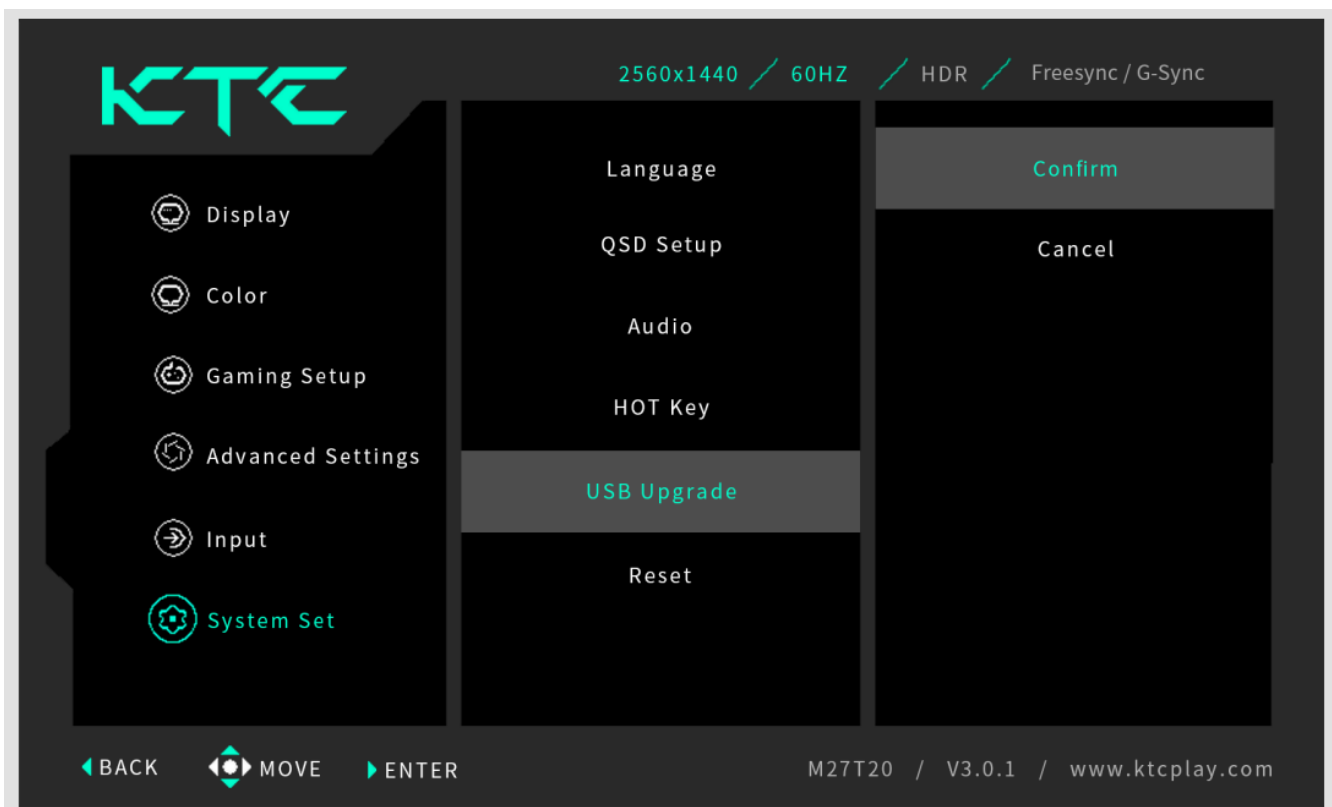 KTC
2560x1440 / 60HZ / HDR / Freesync / G-Sync
Display
Color
Gaming Setup
Advanced Settings
Input
System Set
Language
QSD Setup
Audio
HOT Key
USB Upgrade
Reset
Confirm
Cancel
BACK MOVE ENTER
M27T20 / V3.0.1 / www.ktcplay.com